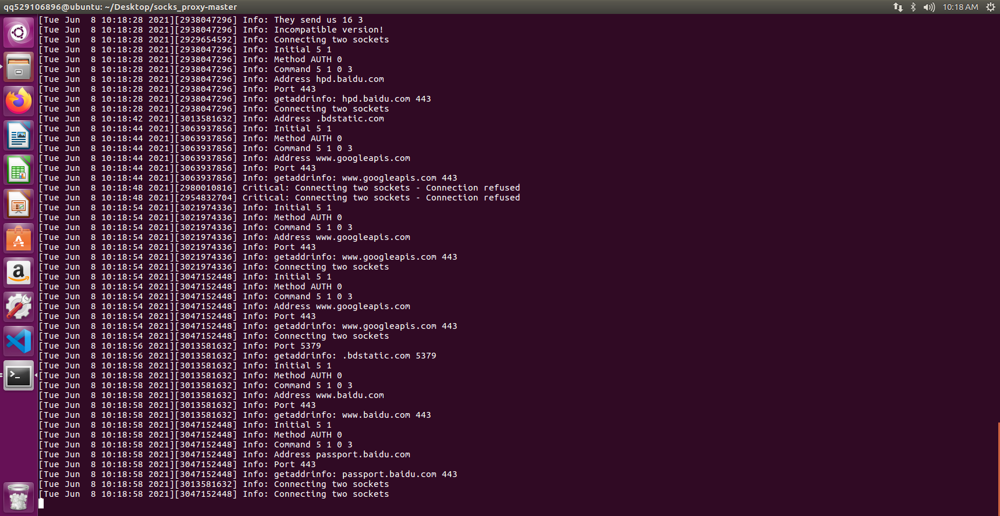 qq529106896@ubuntu: ~/Desktop/socks_proxy-master
10:18 AM
[Tue Jun  8 10:18:28 2021][2938047296] Info: They send us 16 3
[Tue Jun  8 10:18:28 2021][2938047296] Info: Incompatible version!
[Tue Jun  8 10:18:28 2021][2929654592] Info: Connecting two sockets
[Tue Jun  8 10:18:28 2021][2938047296] Info: Initial 5 1
[Tue Jun  8 10:18:28 2021][2938047296] Info: Method AUTH 0
[Tue Jun  8 10:18:28 2021][2938047296] Info: Command 5 1 0 3
[Tue Jun  8 10:18:28 2021][2938047296] Info: Address hpd.baidu.com
[Tue Jun  8 10:18:28 2021][2938047296] Info: Port 443
[Tue Jun  8 10:18:28 2021][2938047296] Info: getaddrinfo: hpd.baidu.com 443
[Tue Jun  8 10:18:28 2021][2938047296] Info: Connecting two sockets
[Tue Jun  8 10:18:42 2021][3013581632] Info: Address .bdstatic.com
[Tue Jun  8 10:18:44 2021][3063937856] Info: Initial 5 1
[Tue Jun  8 10:18:44 2021][3063937856] Info: Method AUTH 0
[Tue Jun  8 10:18:44 2021][3063937856] Info: Command 5 1 0 3
[Tue Jun  8 10:18:44 2021][3063937856] Info: Address www.googleapis.com
[Tue Jun  8 10:18:44 2021][3063937856] Info: Port 443
[Tue Jun  8 10:18:44 2021][3063937856] Info: getaddrinfo: www.googleapis.com 443
[Tue Jun  8 10:18:48 2021][2980010816] Critical: Connecting two sockets - Connection refused
[Tue Jun  8 10:18:48 2021][2954832704] Critical: Connecting two sockets - Connection refused
[Tue Jun  8 10:18:54 2021][3021974336] Info: Initial 5 1
[Tue Jun  8 10:18:54 2021][3021974336] Info: Method AUTH 0
[Tue Jun  8 10:18:54 2021][3021974336] Info: Command 5 1 0 3
[Tue Jun  8 10:18:54 2021][3021974336] Info: Address www.googleapis.com
[Tue Jun  8 10:18:54 2021][3021974336] Info: Port 443
[Tue Jun  8 10:18:54 2021][3021974336] Info: getaddrinfo: www.googleapis.com 443
[Tue Jun  8 10:18:54 2021][3021974336] Info: Connecting two sockets
[Tue Jun  8 10:18:54 2021][3047152448] Info: Initial 5 1
[Tue Jun  8 10:18:54 2021][3047152448] Info: Method AUTH 0
[Tue Jun  8 10:18:54 2021][3047152448] Info: Command 5 1 0 3
[Tue Jun  8 10:18:54 2021][3047152448] Info: Address www.googleapis.com
[Tue Jun  8 10:18:54 2021][3047152448] Info: Port 443
[Tue Jun  8 10:18:54 2021][3047152448] Info: getaddrinfo: www.googleapis.com 443
[Tue Jun  8 10:18:54 2021][3047152448] Info: Connecting two sockets
[Tue Jun  8 10:18:56 2021][3013581632] Info: Port 5379
[Tue Jun  8 10:18:56 2021][3013581632] Info: getaddrinfo: .bdstatic.com 5379
[Tue Jun  8 10:18:58 2021][3013581632] Info: Initial 5 1
[Tue Jun  8 10:18:58 2021][3013581632] Info: Method AUTH 0
[Tue Jun  8 10:18:58 2021][3013581632] Info: Command 5 1 0 3
[Tue Jun  8 10:18:58 2021][3013581632] Info: Address www.baidu.com
[Tue Jun  8 10:18:58 2021][3013581632] Info: Port 443
[Tue Jun  8 10:18:58 2021][3013581632] Info: getaddrinfo: www.baidu.com 443
[Tue Jun  8 10:18:58 2021][3047152448] Info: Initial 5 1
[Tue Jun  8 10:18:58 2021][3047152448] Info: Method AUTH 0
[Tue Jun  8 10:18:58 2021][3047152448] Info: Command 5 1 0 3
[Tue Jun  8 10:18:58 2021][3047152448] Info: Address passport.baidu.com
[Tue Jun  8 10:18:58 2021][3047152448] Info: Port 443
[Tue Jun  8 10:18:58 2021][3047152448] Info: getaddrinfo: passport.baidu.com 443
[Tue Jun  8 10:18:58 2021][3013581632] Info: Connecting two sockets
[Tue Jun  8 10:18:58 2021][3047152448] Info: Connecting two sockets